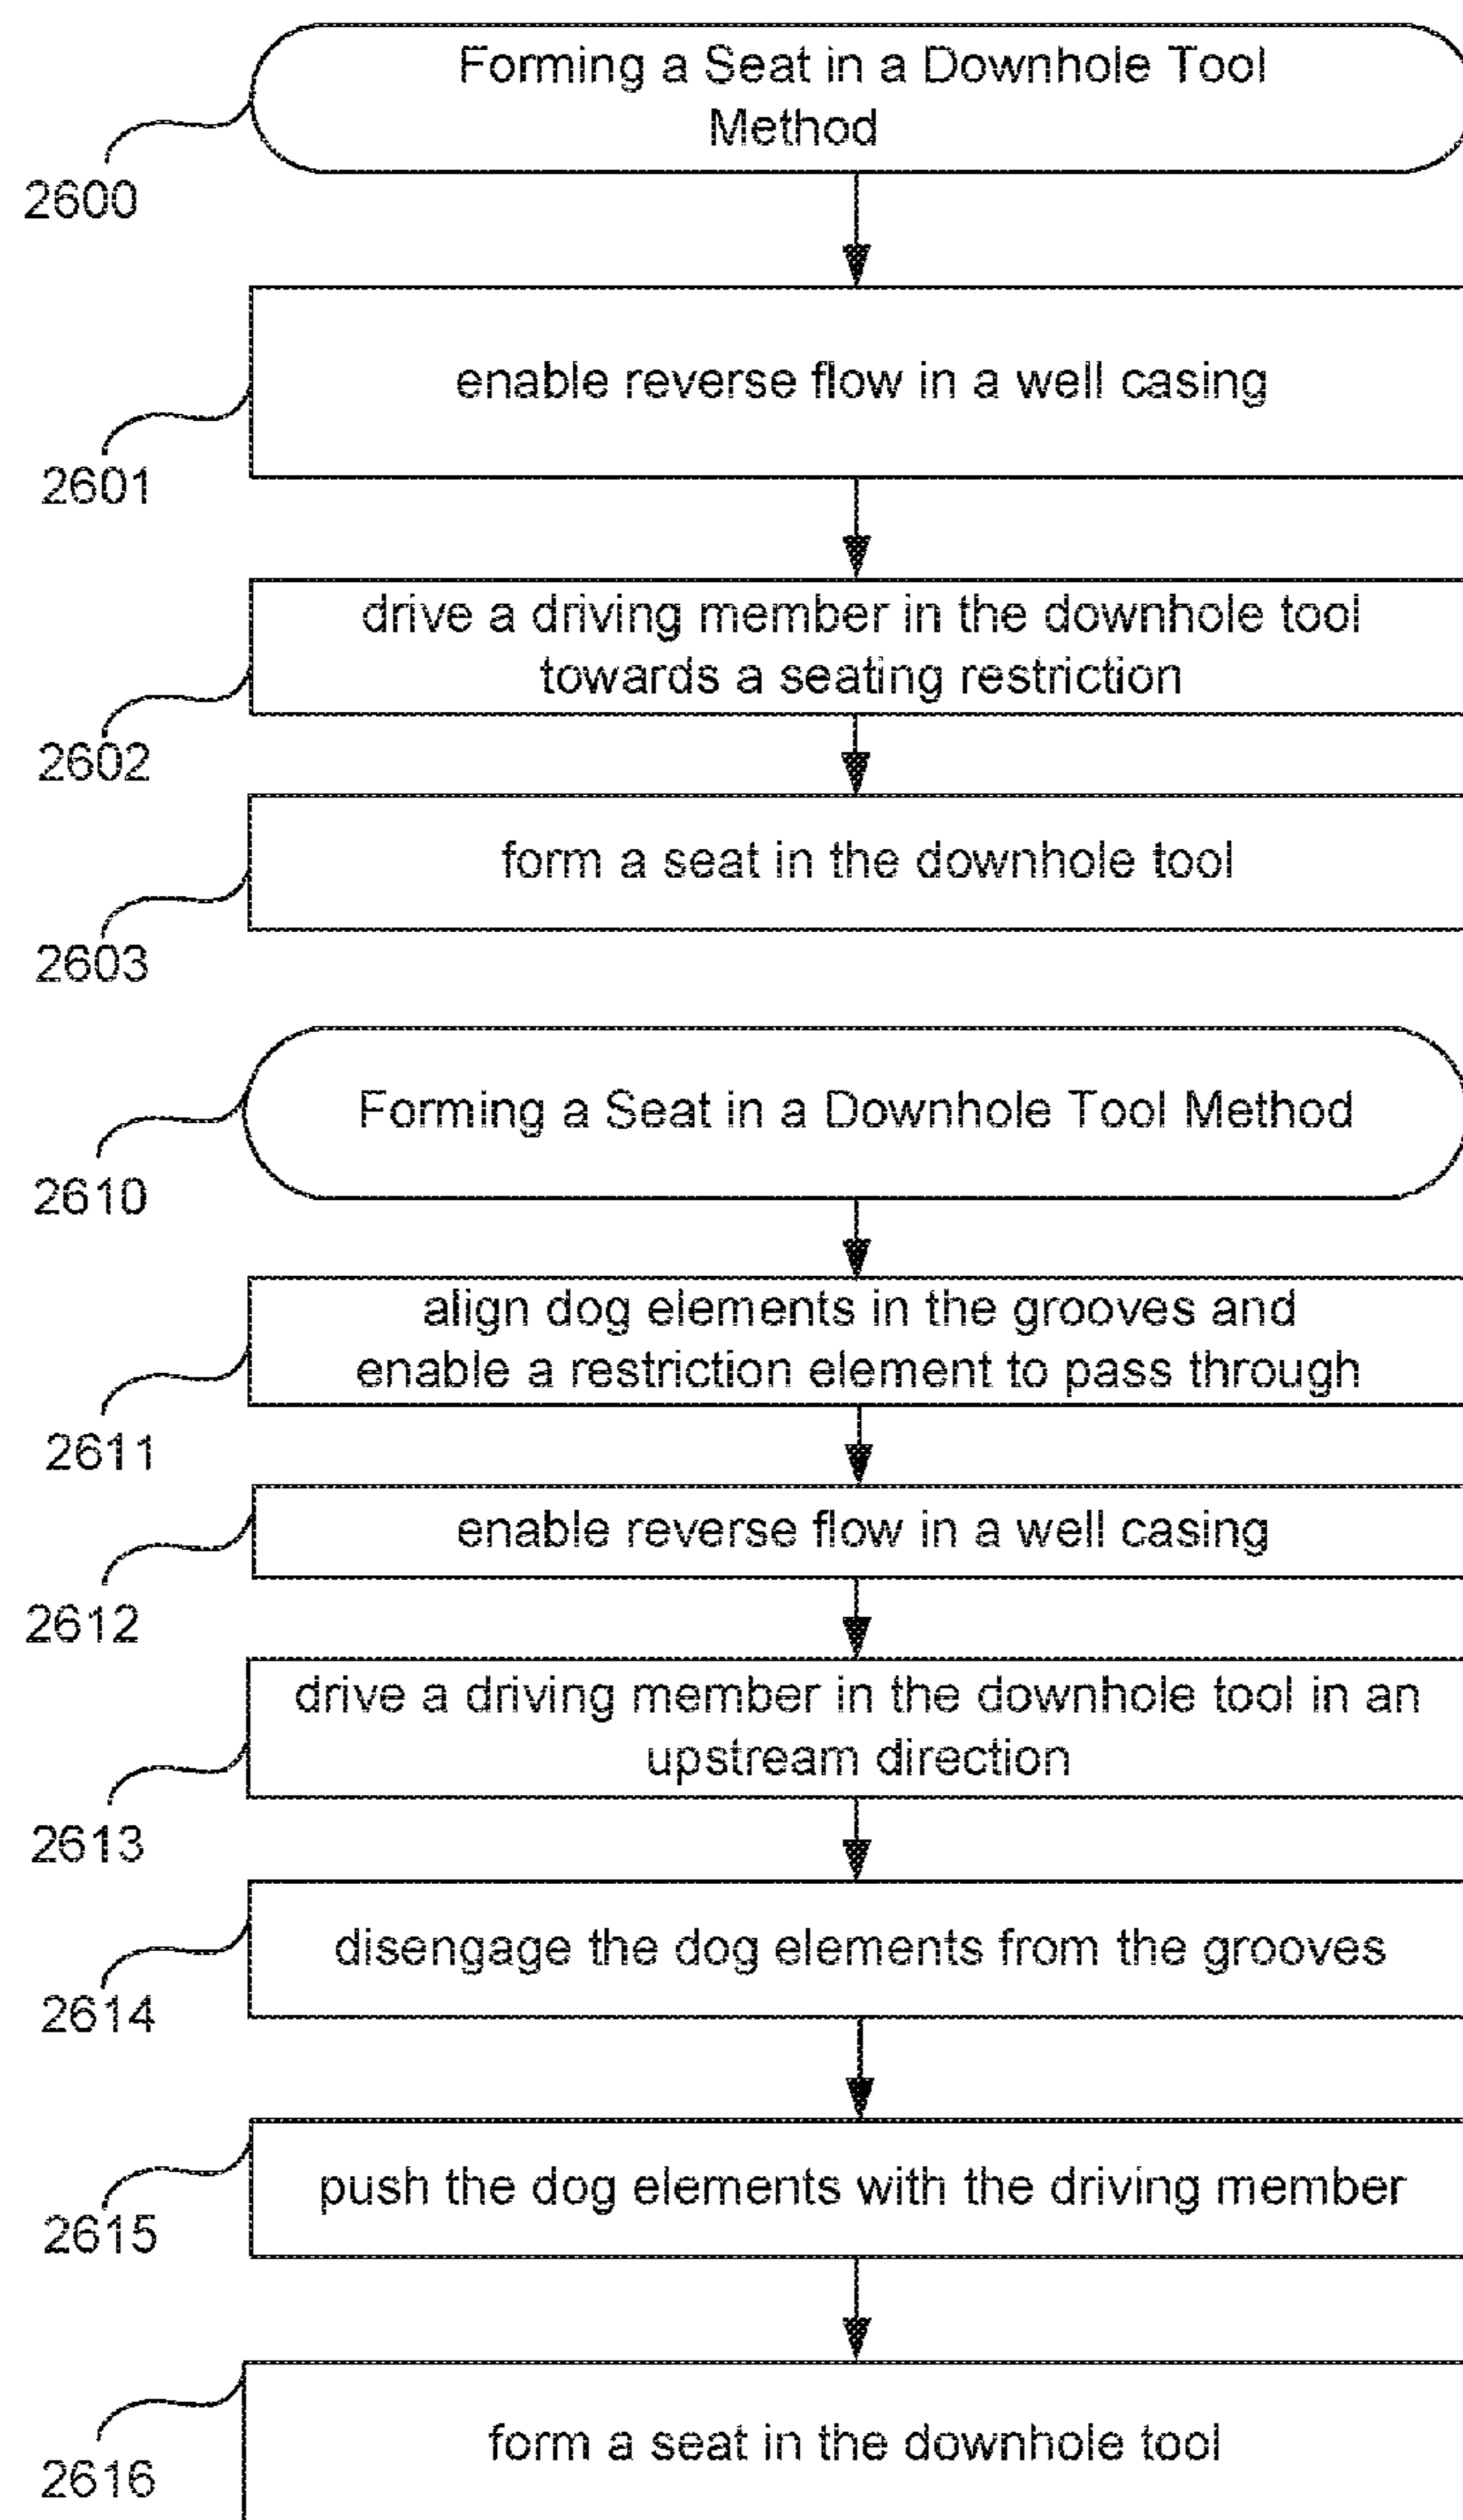 Forming a Seat in a Downhole Tool
Method
2600
enable reverse flow in a well casing
2601
drive a driving member in the downhole tool
towards a seating restriction
2602
form a seat in the downhole tool
2603
Forming a Seat in a Downhole Tool Method
2610
align dog elements in the grooves and
enable a restriction element to pass through
2611
enable reverse flow in a well casing
2612
drive a driving member in the downhole tool in an
upstream direction
2613
disengage the dog elements from the grooves
2614
push the dog elements with the driving member
2615
form a seat in the downhole tool
2616